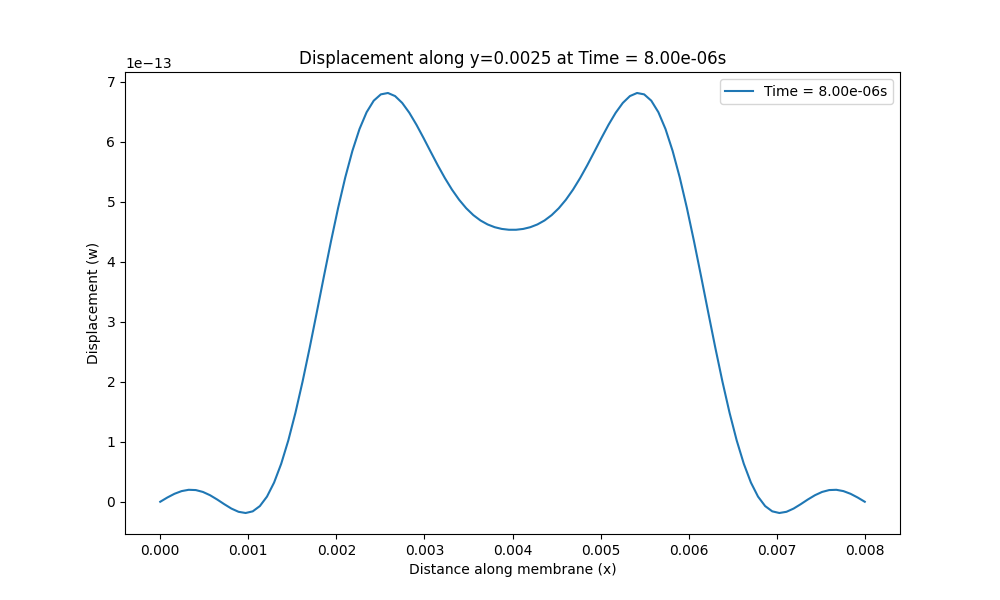 Displacement along y=0.0025 at Time = 8.00e-06s
1e−13
Time = 8.00e-06s
7
6
5
4
3
2
1
0
Displacement (w)
0.000 0.001 0.002 0.003 0.004 0.005 0.006 0.007 0.008
Distance along membrane (x)